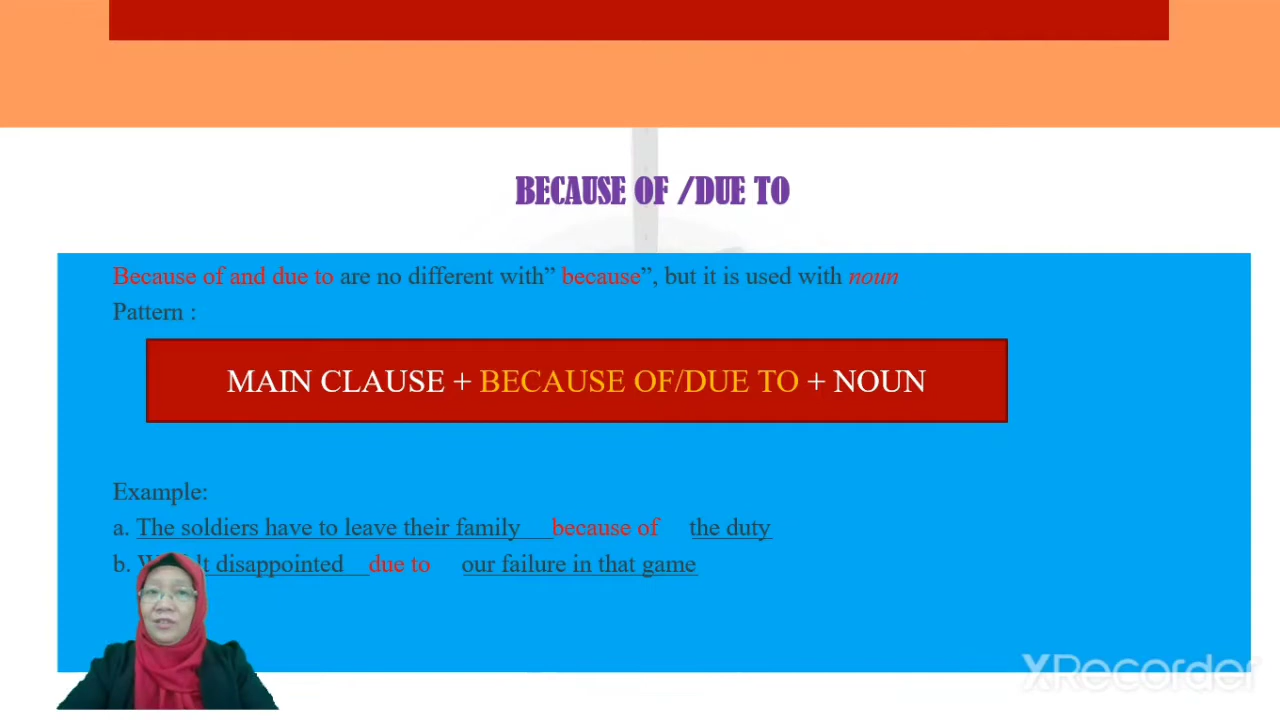 BECAUSE OF /DUE TO
Because of and due to are no different with” because”, but it is used with noun
Pattern :
MAIN CLAUSE + BECAUSE OF/DUE TO + NOUN
Example:
a. The soldiers have to leave their family because of the duty
b. disappointed due to our failure in that game
XRecorder